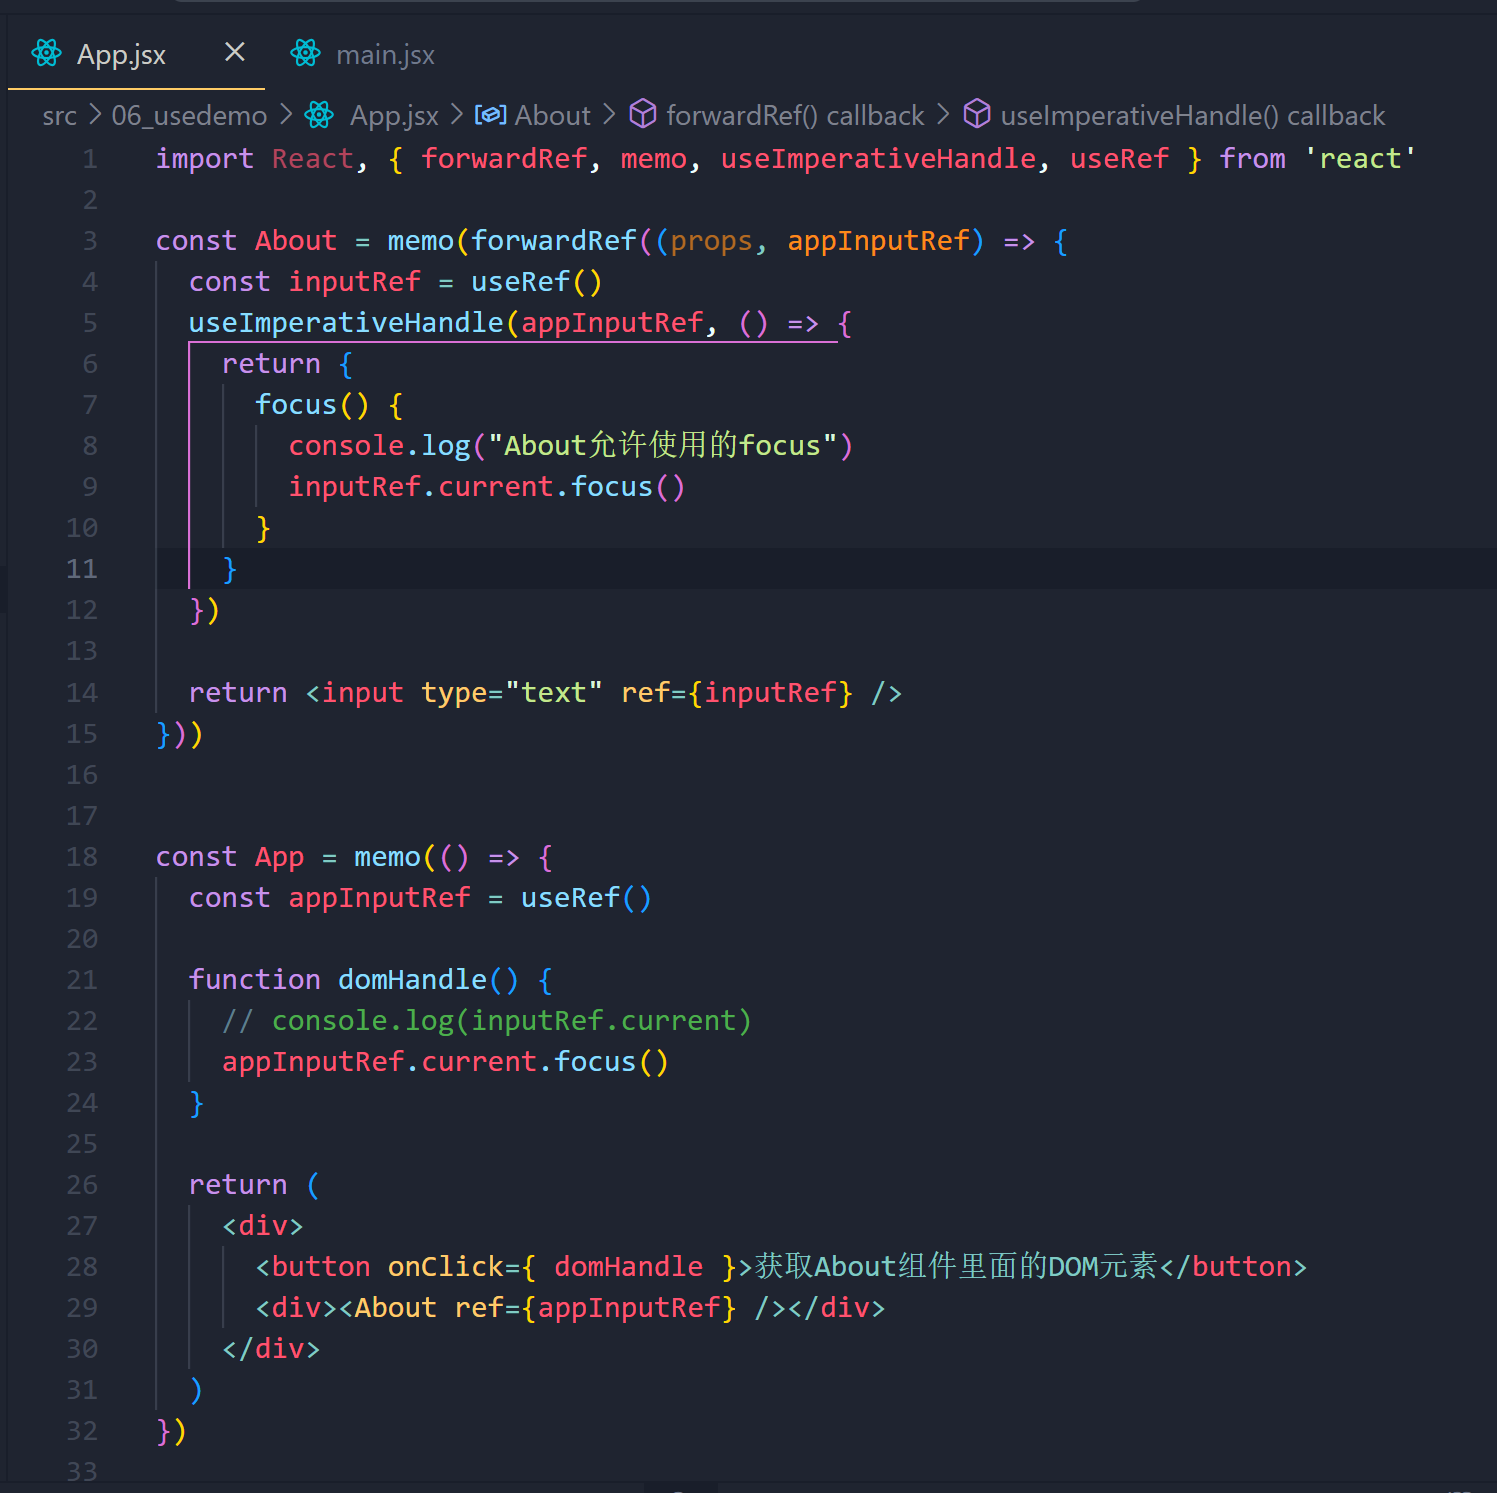 App.jsx × main.jsx
src > 06_usedemo > App.jsx > About > forwardRef() callback > useImperativeHandle() callback
1 import React, { forwardRef, memo, useImperativeHandle, useRef } from 'react'
2
3 const About = memo(forwardRef((props, appInputRef) => {
4 const inputRef = useRef()
5 useImperativeHandle(appInputRef, () => {
6 return {
7 focus() {
8 console.log("About允许使用的focus")
9 inputRef.current.focus()
10 }
11 }
12 })
13
14 return <input type="text" ref={inputRef} />
15 }))
16
17
18 const App = memo(() => {
19 const appInputRef = useRef()
20
21 function domHandle() {
22 // console.log(inputRef.current)
23 appInputRef.current.focus()
24 }
25
26 return (
27 <div>
28 <button onClick={ domHandle }>获取About组件里面的DOM元素</button>
29 <div><About ref={appInputRef} /></div>
30 </div>
31 )
32 })
33